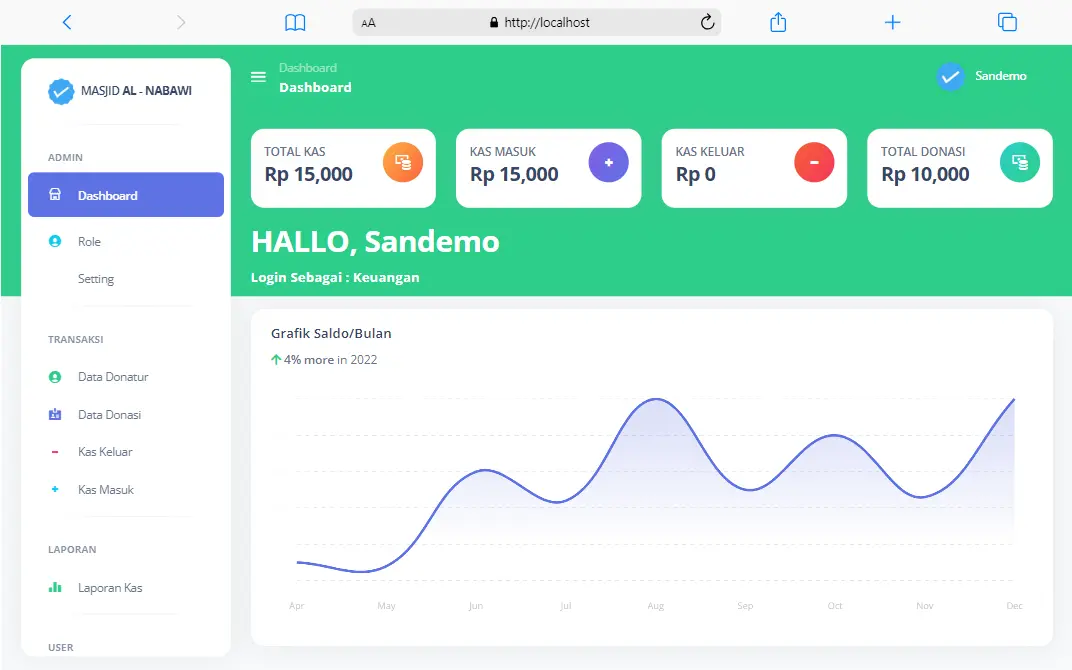 AA
http://localhost
MASJID AL - NABAWI
ADMIN
Dashboard
Role
Setting
TRANSAKSI
Data Donatur
Data Donasi
Kas Keluar
Kas Masuk
LAPORAN
Laporan Kas
USER
Dashboard
Dashboard
Sandemo
TOTAL KAS
Rp 15,000
KAS MASUK
Rp 15,000
KAS KELUAR
Rp 0
TOTAL DONASI
Rp 10,000
HALLO, Sandemo
Login Sebagai : Keuangan
Grafik Saldo/Bulan
4% more in 2022
Apr May Jun Jul Aug Sep Oct Nov Dec